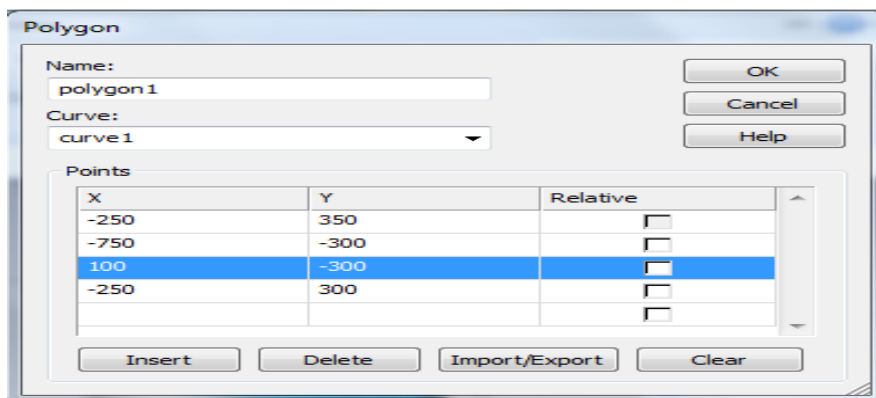 Polygon
Name:
polygon1
OK
Cancel
Curve:
curve1
Help
Points
X Y Relative
-250 350
-750 -300
100 -300
-250 300
Insert Delete Import/Export Clear